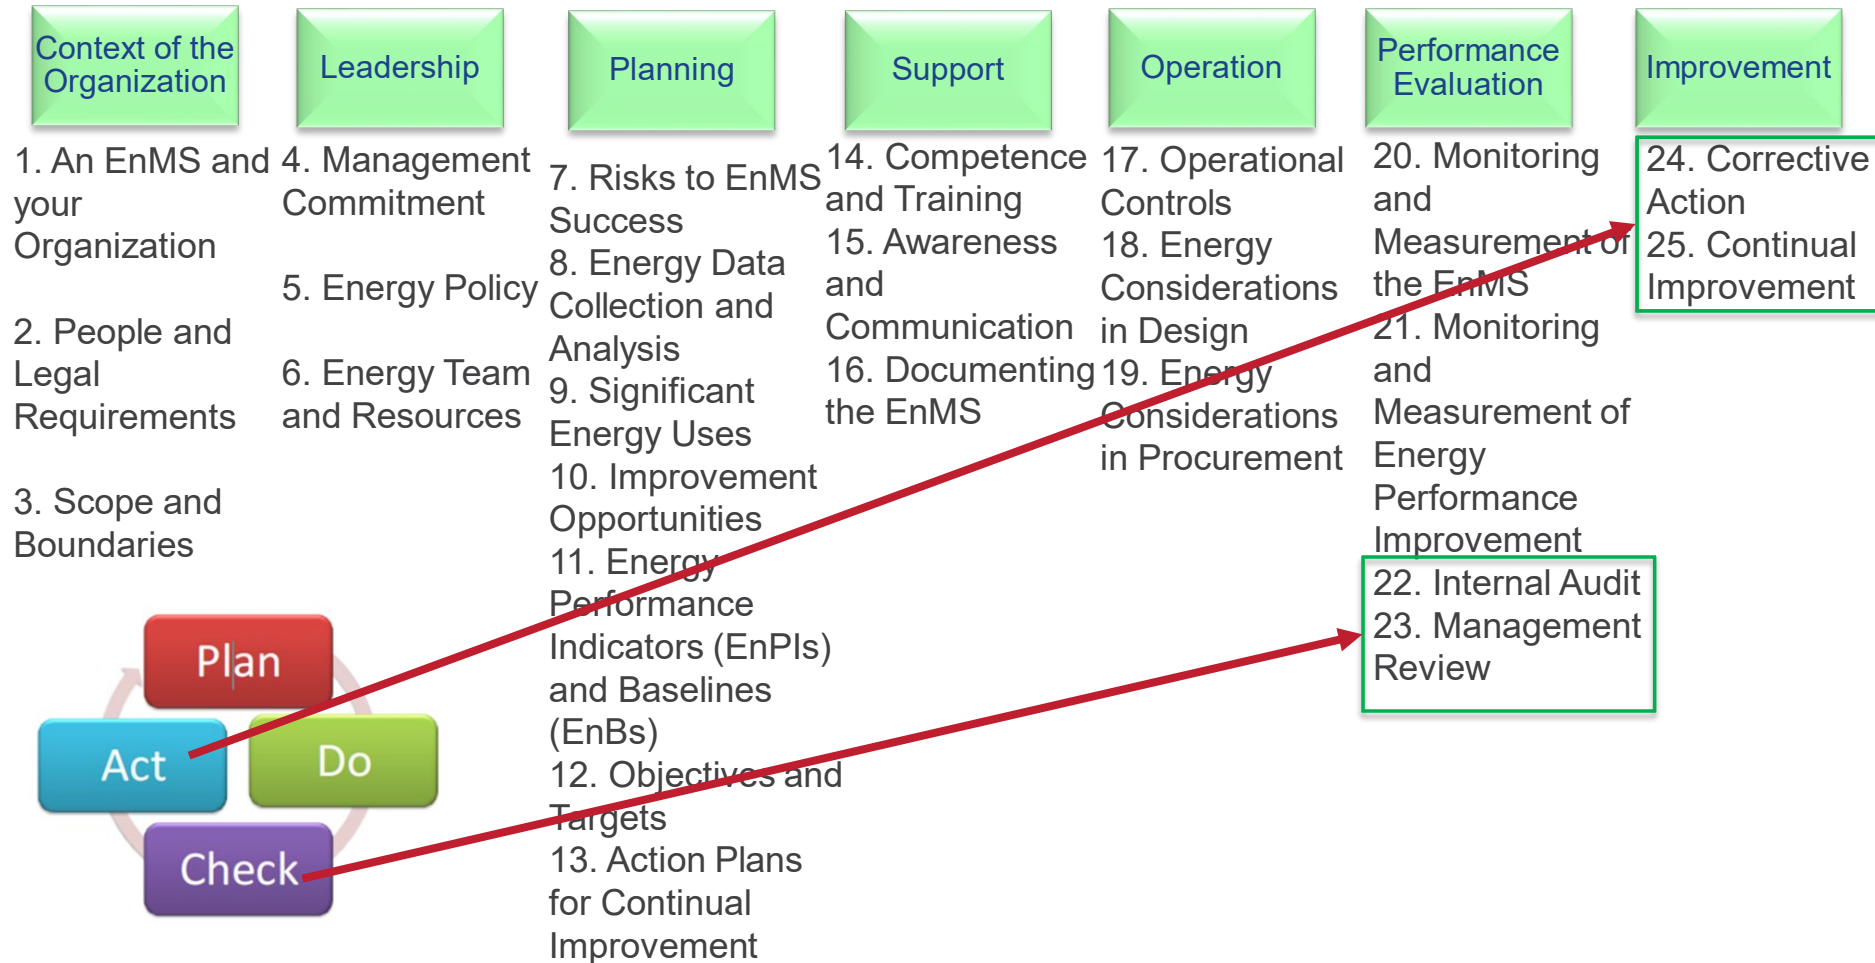 Context of the
Organization
1. An EnMS and
your
Organization
2. People and
Legal
Requirements
3. Scope and
Boundaries
Leadership
4. Management
Commitment
5. Energy Policy
6. Energy Team
and Resources
Planning
7. Risks to EnMS
Success
8. Energy Data
Collection and
Analysis
9. Significant
Energy Uses
10. Improvement
Opportunities
11. Energy
Performance
Indicators (EnPIs)
and Baselines
(EnBs)
12. Objectives and
Targets
13. Action Plans
for Continual
Improvement
Support
14. Competence
and Training
15. Awareness
and
Communication
16. Documenting
the EnMS
Operation
17. Operational
Controls
18. Energy
Considerations
in Design
19. Energy
Considerations
in Procurement
Performance
Evaluation
20. Monitoring
and
Measurement of
the EnMS
21. Monitoring
and
Measurement of
Energy
Performance
Improvement
22. Internal Audit
23. Management
Review
Improvement
24. Corrective
Action
25. Continual
Improvement
Plan
Act
Do
Check